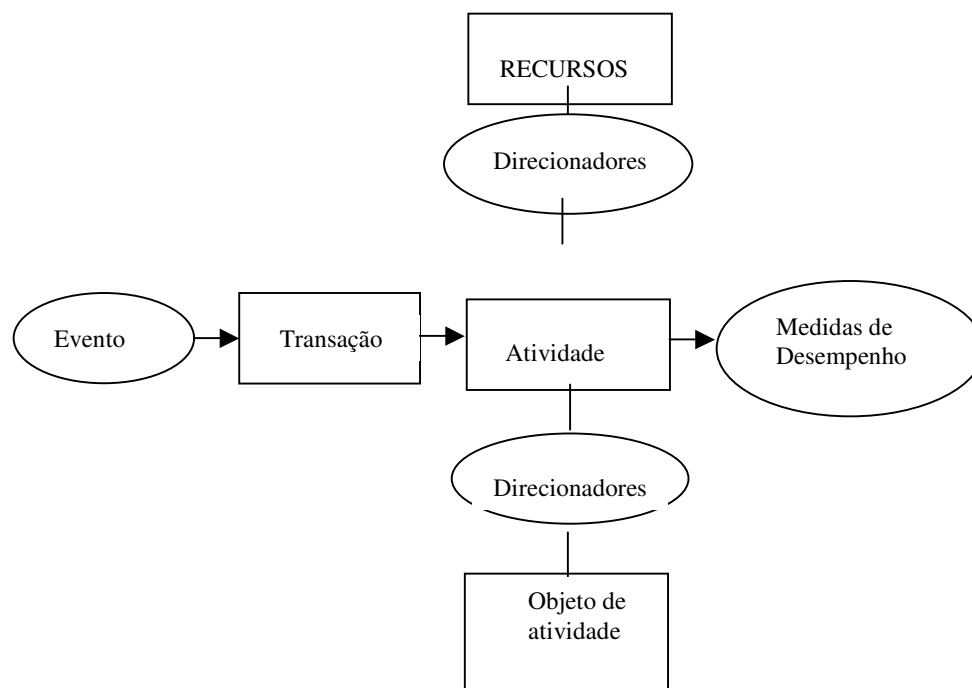 RECURSOS
Direcionadores
Evento
Transação
Atividade
Medidas de
Desempenho
Direcionadores
Objeto de
atividade